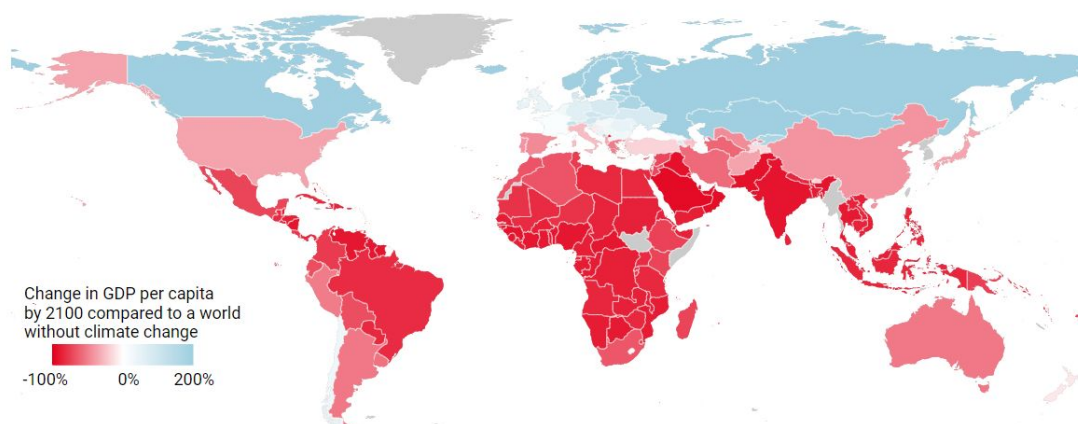 Change in GDP per capita
by 2100 compared to a world
without climate change
-100% 0% 200%